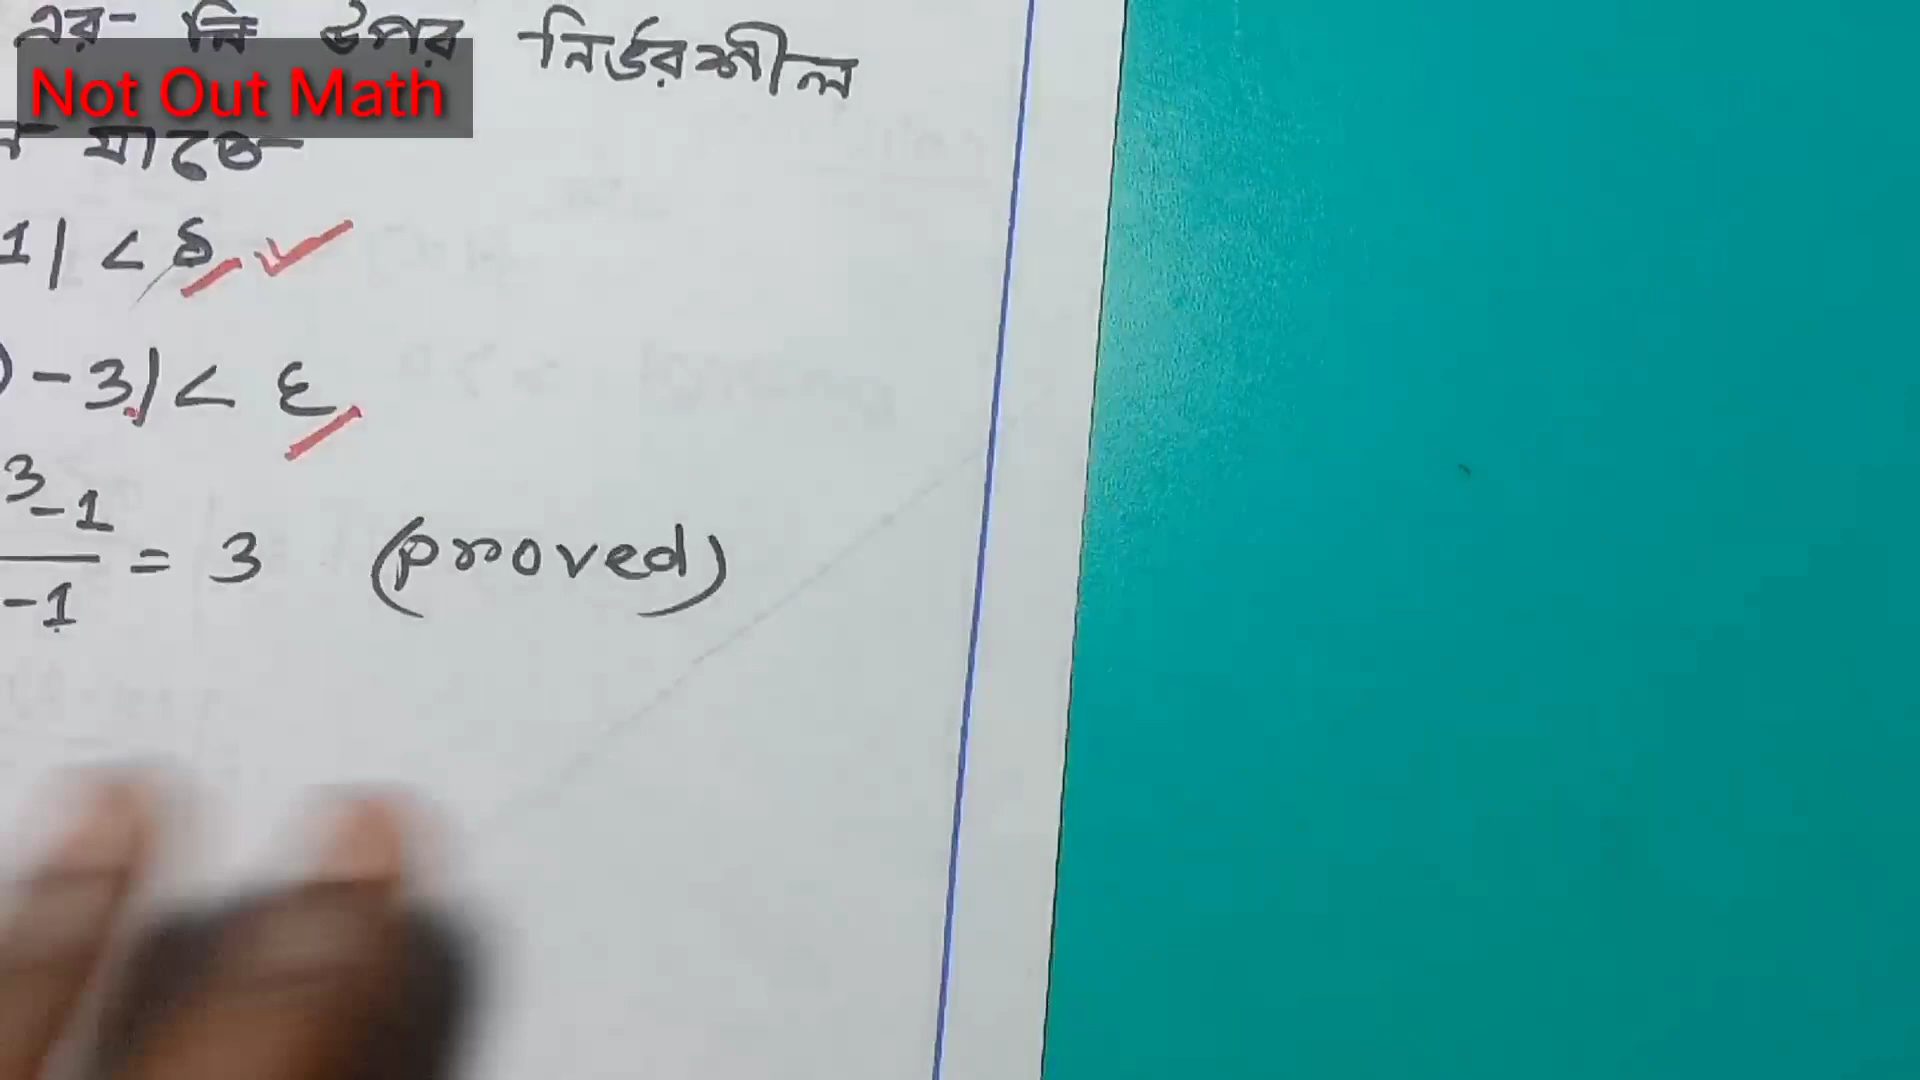 এর- উপর নির্ভরশীল
Not Out Math
যাতে
1| < δ
) - 3| < ε
3 - 1
= 3 (proved)
- 1